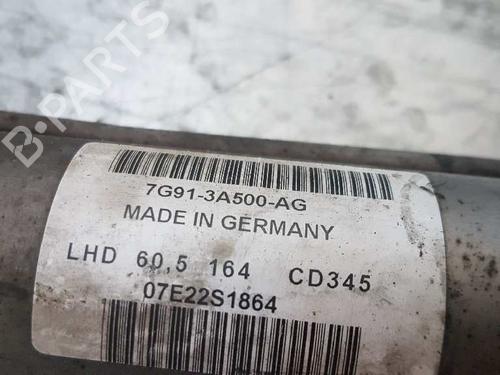 B-PARTS
7G91-3A500-AG
MADE IN GERMANY
LHD 60,5 164 CD345
07E22S1864